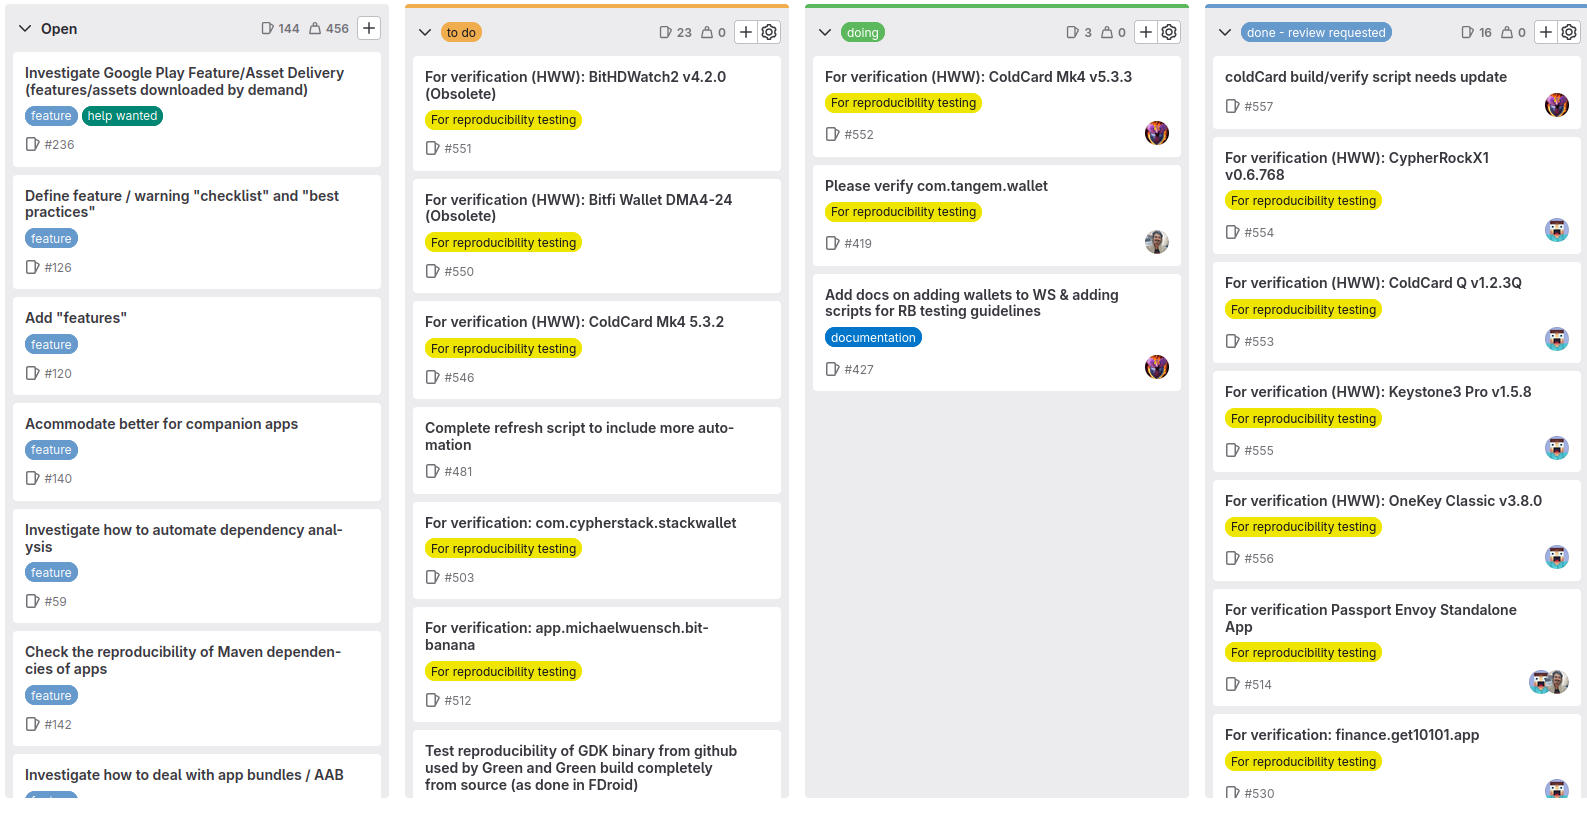 Open 144 456
Investigate Google Play Feature/Asset Delivery
(features/assets downloaded by demand)
feature help wanted
#236
Define feature / warning "checklist" and "best
practices"
feature
#126
Add "features"
feature
#120
Acommodate better for companion apps
feature
#140
Investigate how to automate dependency anal-
ysis
feature
#59
Check the reproducibility of Maven dependen-
cies of apps
feature
#142
Investigate how to deal with app bundles / AAB
to do 23 0
For verification (HWW): BitHDWatch2 v4.2.0
(Obsolete)
For reproducibility testing
#551
For verification (HWW): Bitfi Wallet DMA4-24
(Obsolete)
For reproducibility testing
#550
For verification (HWW): ColdCard Mk4 5.3.2
For reproducibility testing
#546
Complete refresh script to include more auto-
mation
#481
For verification: com.cypherstack.stackwallet
For reproducibility testing
#503
For verification: app.michaelwuensch.bit-
banana
For reproducibility testing
#512
Test reproducibility of GDK binary from github
used by Green and Green build completely
from source (as done in FDroid)
doing 3 0
For verification (HWW): ColdCard Mk4 v5.3.3
For reproducibility testing
#552
Please verify com.tangem.wallet
For reproducibility testing
#419
Add docs on adding wallets to WS & adding
scripts for RB testing guidelines
documentation
#427
done - review requested 16 0
coldCard build/verify script needs update
#557
For verification (HWW): CypherRockX1
v0.6.768
For reproducibility testing
#554
For verification (HWW): ColdCard Q v1.2.3Q
For reproducibility testing
#553
For verification (HWW): Keystone3 Pro v1.5.8
For reproducibility testing
#555
For verification (HWW): OneKey Classic v3.8.0
For reproducibility testing
#556
For verification Passport Envoy Standalone
App
For reproducibility testing
#514
For verification: finance.get10101.app
For reproducibility testing
#530